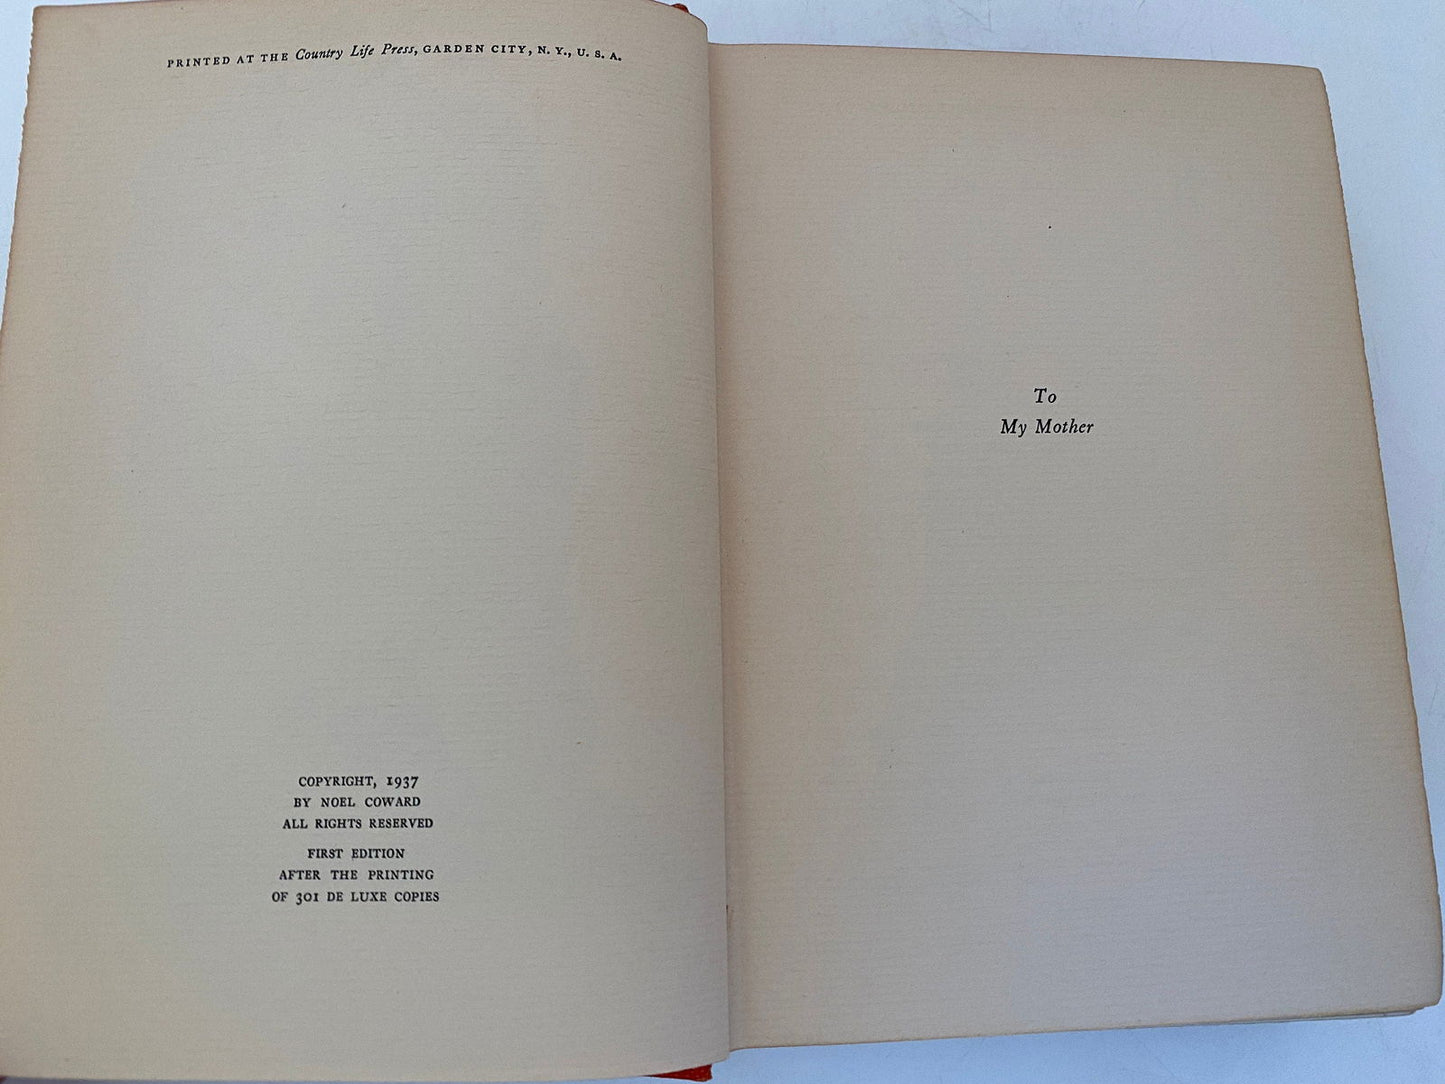 PRINTED AT THE Country Life Press, GARDEN CITY, N. Y., U. S. A.
COPYRIGHT, 1937
BY NOEL COWARD
ALL RIGHTS RESERVED
FIRST EDITION
AFTER THE PRINTING
OF 301 DE LUXE COPIES
To
My Mother